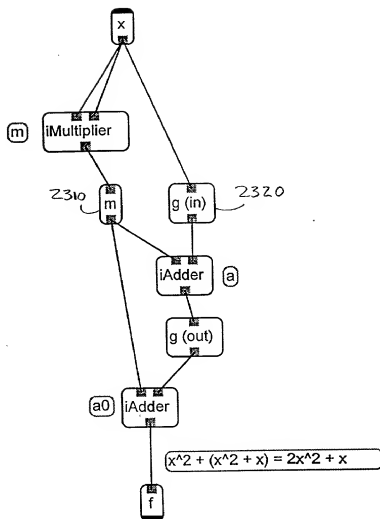 x
m iMultiplier
2310 m g (in) 2320
iAdder a
g (out)
a0 iAdder
x^2 + (x^2 + x) = 2x^2 + x
f